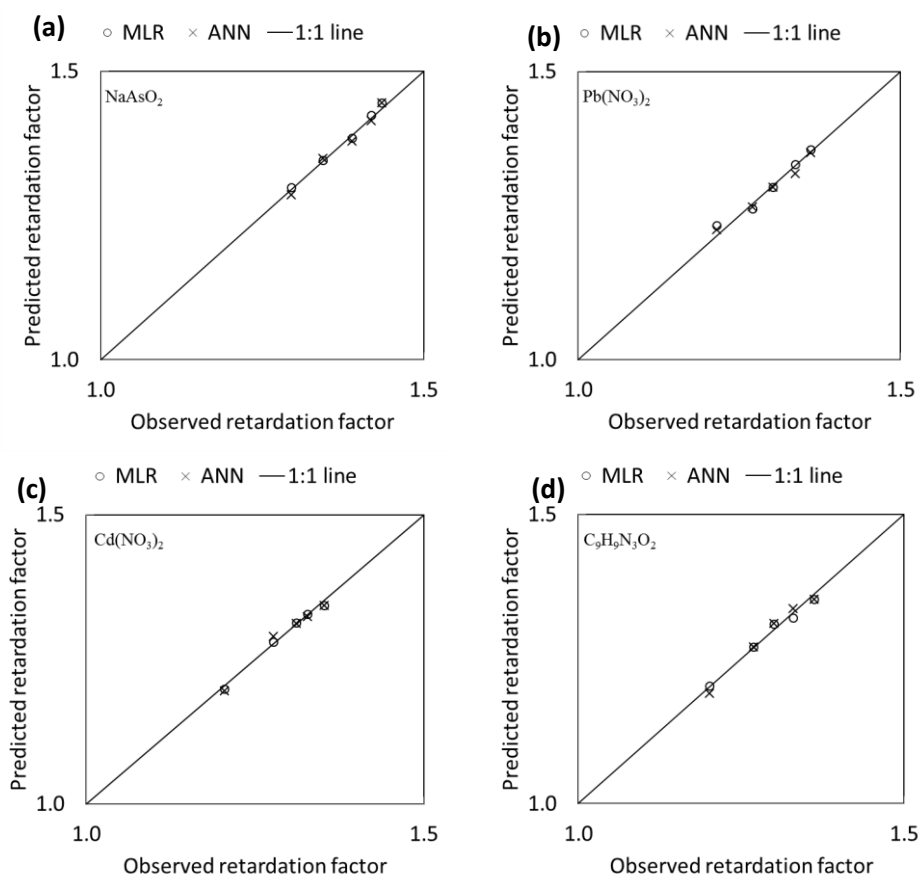 (a)
○ MLR × ANN — 1:1 line
1.5
NaAsO₂
Predicted retardation factor
1.0
1.0 1.5
Observed retardation factor
(b)
○ MLR × ANN — 1:1 line
1.5
Pb(NO₃)₂
Predicted retardation factor
1.0
1.0 1.5
Observed retardation factor
(c)
○ MLR × ANN — 1:1 line
1.5
Cd(NO₃)₂
Predicted retardation factor
1.0
1.0 1.5
Observed retardation factor
(d)
○ MLR × ANN — 1:1 line
1.5
C₉H₉N₃O₂
Predicted retardation factor
1.0
1.0 1.5
Observed retardation factor